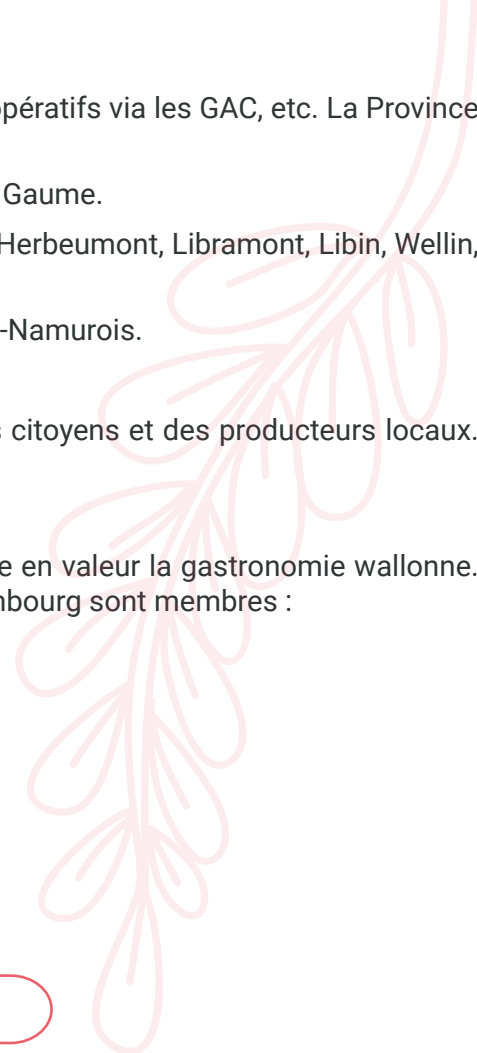 opératifs via les GAC, etc. La Province
Gaume.
Herbeumont, Libramont, Libin, Wellin,
-Namurois.
s citoyens et des producteurs locaux.
e en valeur la gastronomie wallonne.
nbourg sont membres :